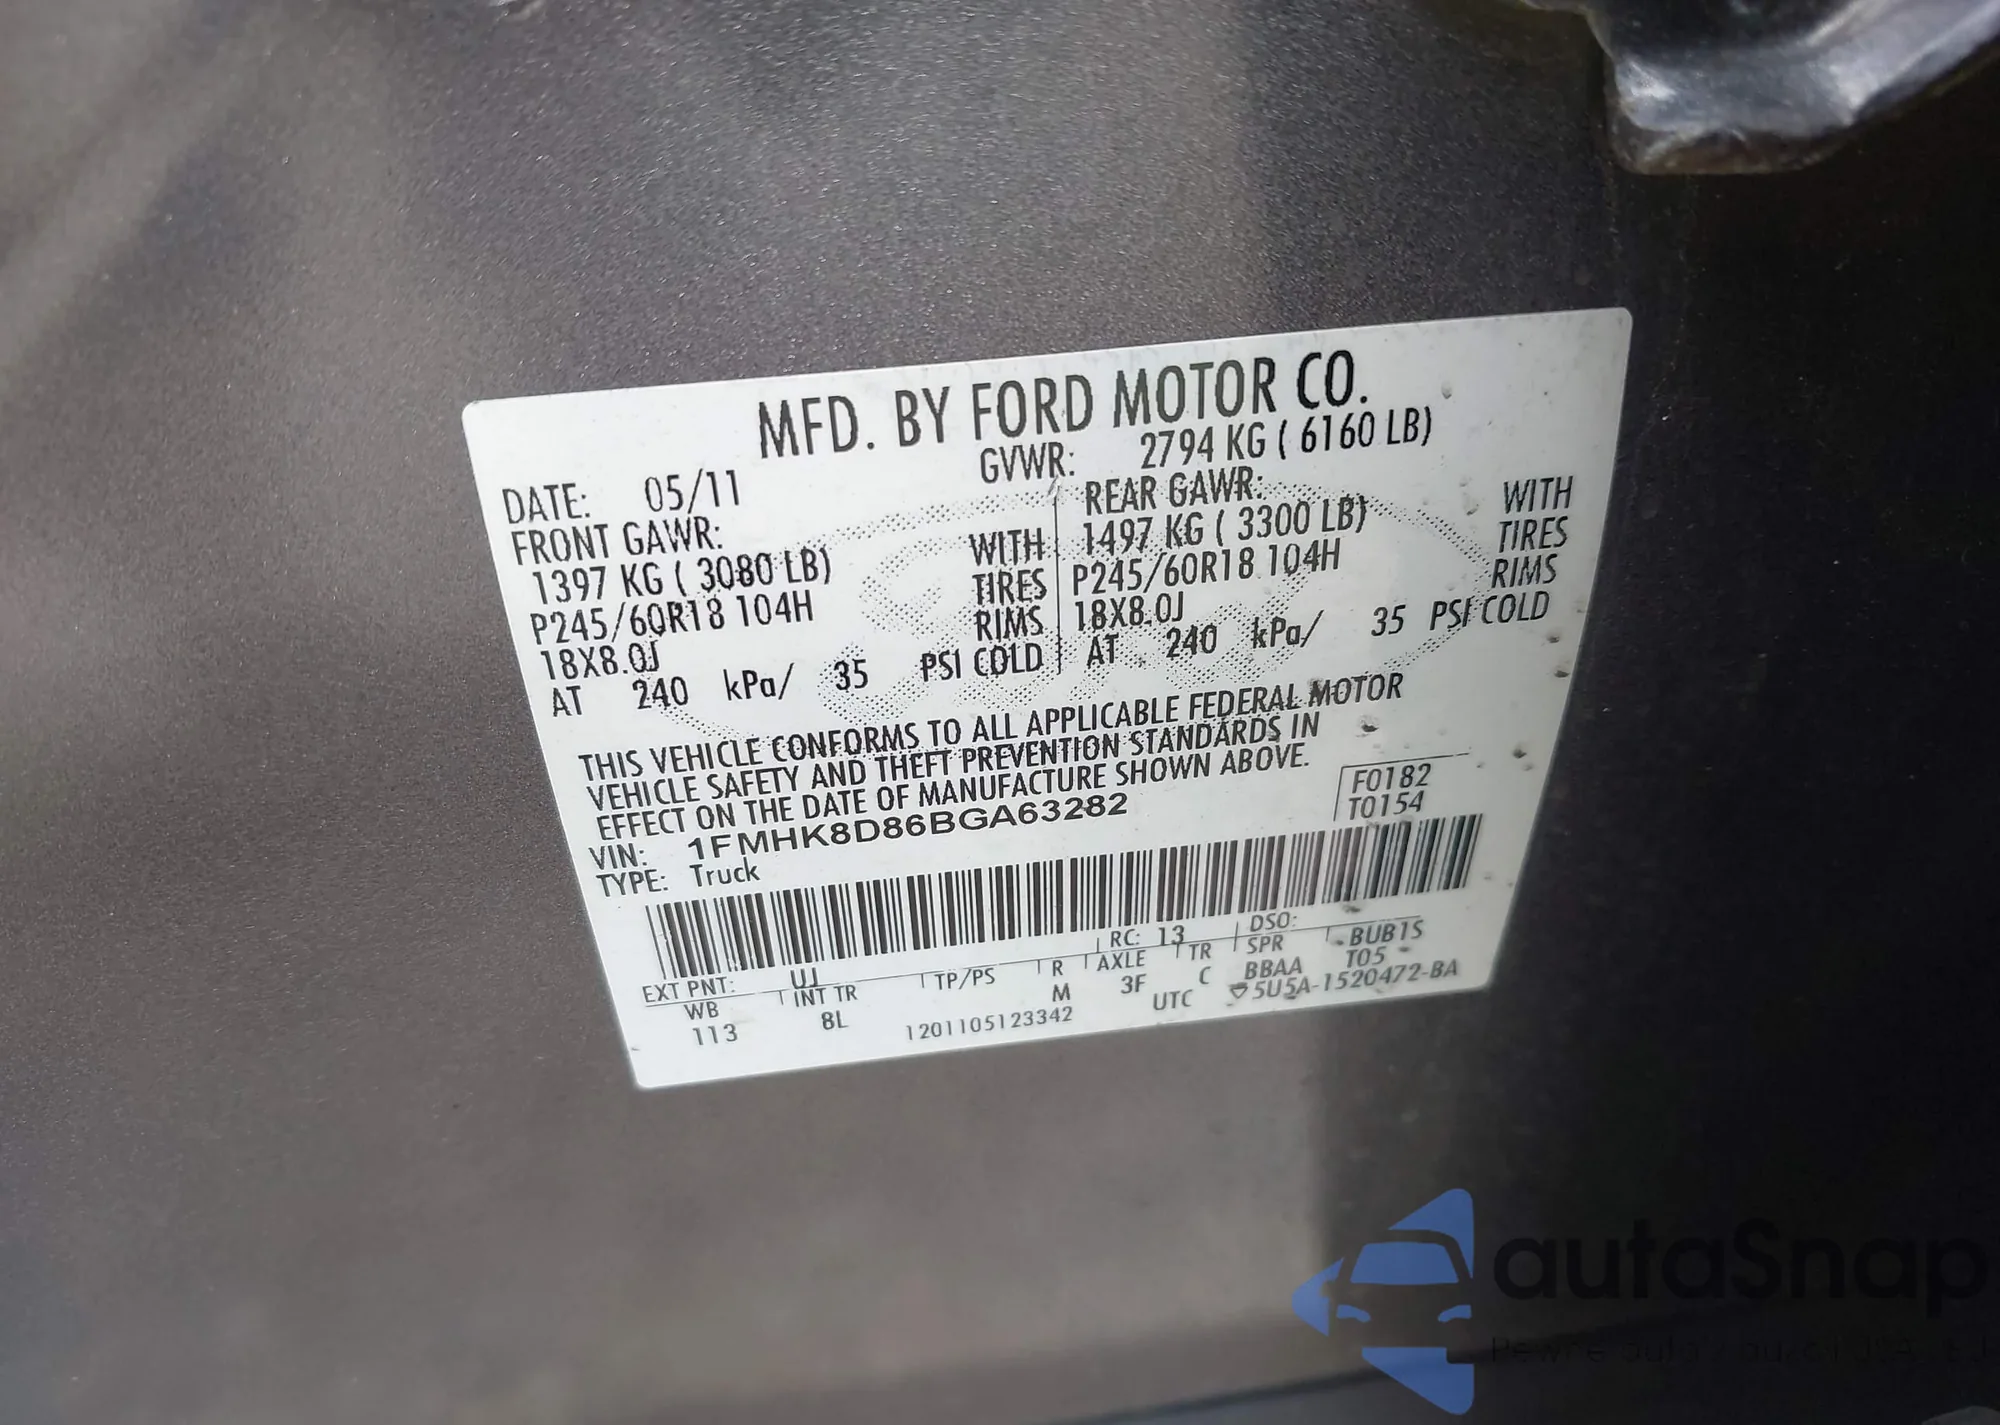 MFD. BY FORD MOTOR CO.
DATE: 05/11 GVWR: 2794 KG ( 6160 LB)
FRONT GAWR: REAR GAWR:
1397 KG ( 3080 LB) WITH 1497 KG ( 3300 LB) WITH
P245/60R18 104H TIRES P245/60R18 104H TIRES
18X8.0J RIMS 18X8.0J RIMS
AT 240 kPa/ 35 PSI COLD AT 240 kPa/ 35 PSI COLD
THIS VEHICLE CONFORMS TO ALL APPLICABLE FEDERAL MOTOR
VEHICLE SAFETY AND THEFT PREVENTION STANDARDS IN
EFFECT ON THE DATE OF MANUFACTURE SHOWN ABOVE.
VIN: 1FMHK8D86BGA63282 F0182
TYPE: Truck T0154
EXT PNT: UJ RC: 13 DSO:
WB INT TR TP/PS R AXLE TR SPR BUB1S
113 8L M 3F C BBAA T05
1201105123342 UTC 5U5A-1520472-BA
autaSnap